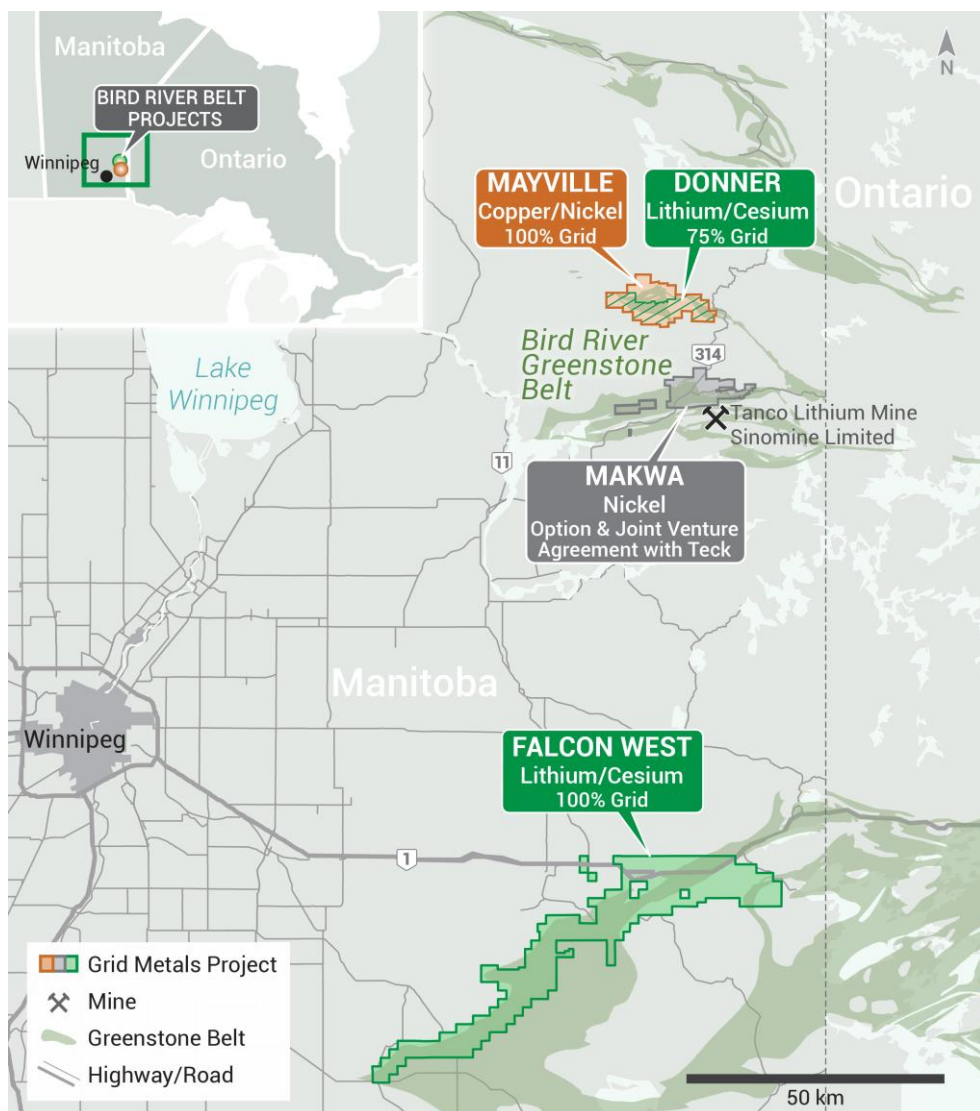 Manitoba
BIRD RIVER BELT
PROJECTS
Winnipeg
Ontario
N
MAYVILLE
Copper/Nickel
100% Grid
DONNER
Lithium/Cesium
75% Grid
Ontario
Bird River
Greenstone
Belt
314
Lake
Winnipeg
Tanco Lithium Mine
Sinomine Limited
11
MAKWA
Nickel
Option & Joint Venture
Agreement with Teck
Manitoba
Winnipeg
FALCON WEST
Lithium/Cesium
100% Grid
1
Grid Metals Project
Mine
Greenstone Belt
Highway/Road
50 km